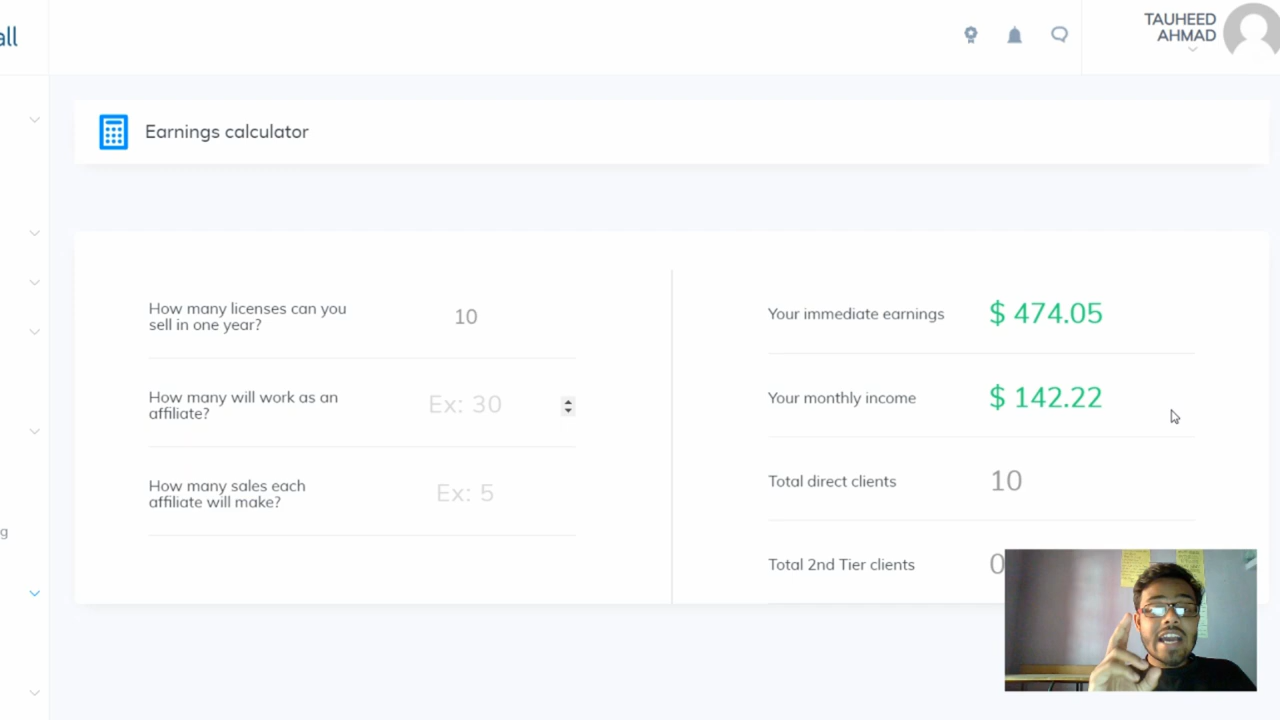 all
TAUHEED
AHMAD
Earnings calculator
How many licenses can you
sell in one year?
10
How many will work as an
affiliate?
Ex: 30
How many sales each
affiliate will make?
Ex: 5
Your immediate earnings
$ 474.05
Your monthly income
$ 142.22
Total direct clients
10
Total 2nd Tier clients
0
g